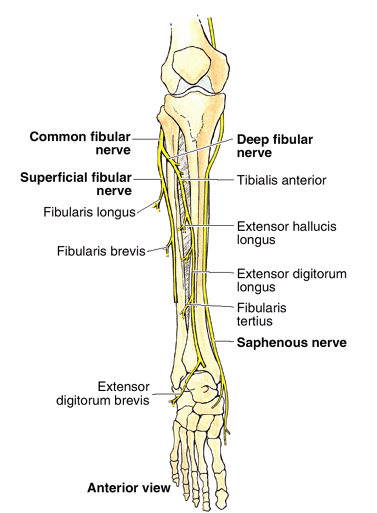 Common fibular
nerve
Deep fibular
nerve
Superficial fibular
nerve
Tibialis anterior
Fibularis longus
Extensor hallucis
longus
Fibularis brevis
Extensor digitorum
longus
Fibularis
tertius
Saphenous nerve
Extensor
digitorum brevis
Anterior view